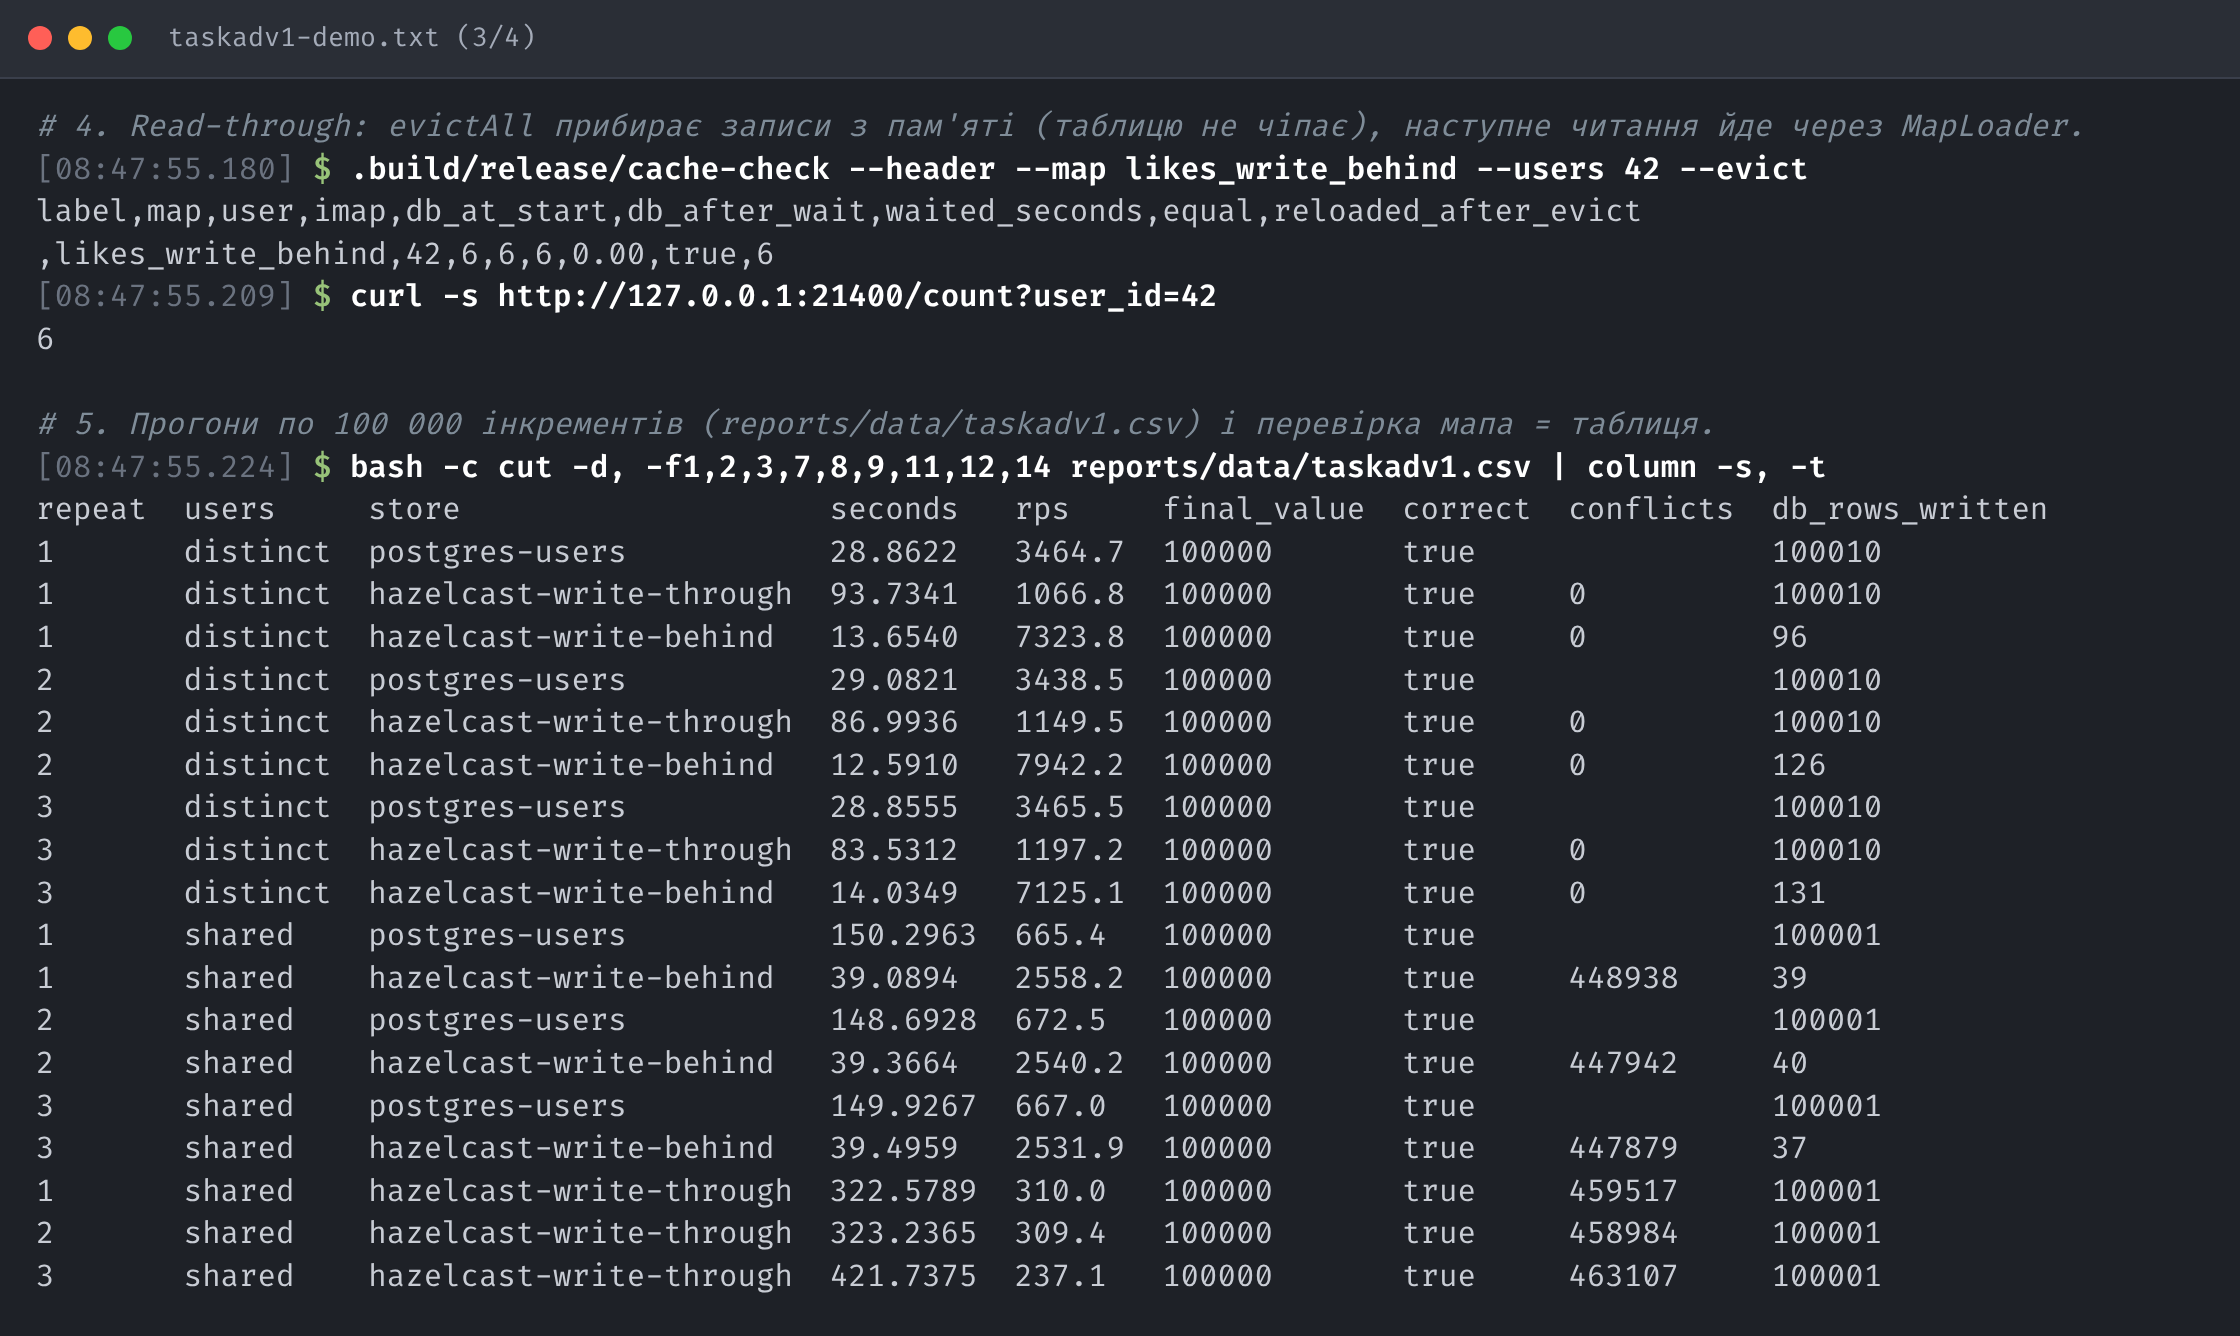 taskadv1-demo.txt (3/4)
# 4. Read-through: evictAll прибирає записи з пам'яті (таблицю не чіпає), наступне читання йде через MapLoader.
[08:47:55.180] $ .build/release/cache-check --header --map likes_write_behind --users 42 --evict
label,map,user,imap,db_at_start,db_after_wait,waited_seconds,equal,reloaded_after_evict
,likes_write_behind,42,6,6,6,0.00,true,6
[08:47:55.209] $ curl -s http://127.0.0.1:21400/count?user_id=42
6
# 5. Прогони по 100 000 інкрементів (reports/data/taskadv1.csv) і перевірка мапа = таблиця.
[08:47:55.224] $ bash -c cut -d, -f1,2,3,7,8,9,11,12,14 reports/data/taskadv1.csv | column -s, -t
repeat  users     store                    seconds   rps     final_value  correct  conflicts  db_rows_written
1       distinct  postgres-users           28.8622   3464.7  100000       true                100010
1       distinct  hazelcast-write-through  93.7341   1066.8  100000       true     0          100010
1       distinct  hazelcast-write-behind   13.6540   7323.8  100000       true     0          96
2       distinct  postgres-users           29.0821   3438.5  100000       true                100010
2       distinct  hazelcast-write-through  86.9936   1149.5  100000       true     0          100010
2       distinct  hazelcast-write-behind   12.5910   7942.2  100000       true     0          126
3       distinct  postgres-users           28.8555   3465.5  100000       true                100010
3       distinct  hazelcast-write-through  83.5312   1197.2  100000       true     0          100010
3       distinct  hazelcast-write-behind   14.0349   7125.1  100000       true     0          131
1       shared    postgres-users           150.2963  665.4   100000       true                100001
1       shared    hazelcast-write-behind   39.0894   2558.2  100000       true     448938     39
2       shared    postgres-users           148.6928  672.5   100000       true                100001
2       shared    hazelcast-write-behind   39.3664   2540.2  100000       true     447942     40
3       shared    postgres-users           149.9267  667.0   100000       true                100001
3       shared    hazelcast-write-behind   39.4959   2531.9  100000       true     447879     37
1       shared    hazelcast-write-through  322.5789  310.0   100000       true     459517     100001
2       shared    hazelcast-write-through  323.2365  309.4   100000       true     458984     100001
3       shared    hazelcast-write-through  421.7375  237.1   100000       true     463107     100001